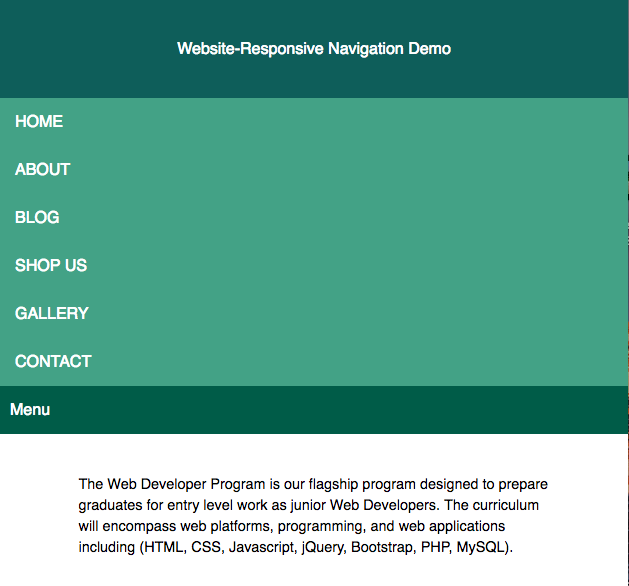 Website-Responsive Navigation Demo
HOME
ABOUT
BLOG
SHOP US
GALLERY
CONTACT
Menu
The Web Developer Program is our flagship program designed to prepare
graduates for entry level work as junior Web Developers. The curriculum
will encompass web platforms, programming, and web applications
including (HTML, CSS, Javascript, jQuery, Bootstrap, PHP, MySQL).